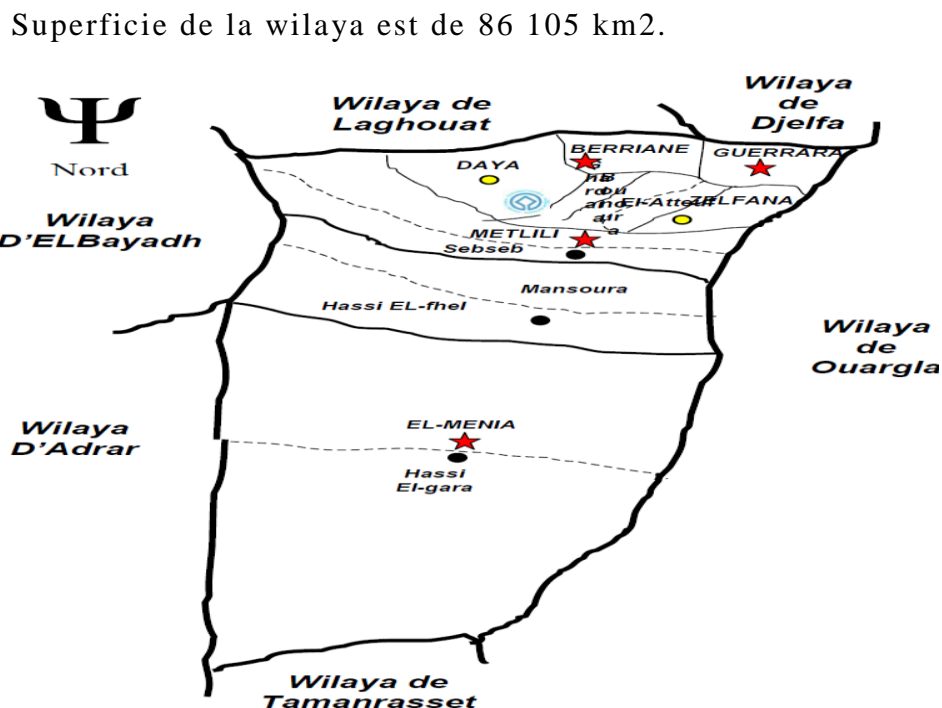 Superficie de la wilaya est de 86 105 km2.
Wilaya
de
Djelfa
Wilaya de
Laghouat
Nord
BERRIANE
GUERRARA
DAYA
El-Atteuf
ZELFANA
Wilaya
D'ELBayadh
METLILI
Sebseb
Mansoura
Hassi EL-fhel
Wilaya
de
Ouargla
Wilaya
D'Adrar
EL-MENIA
Hassi
El-gara
Wilaya de
Tamanrasset